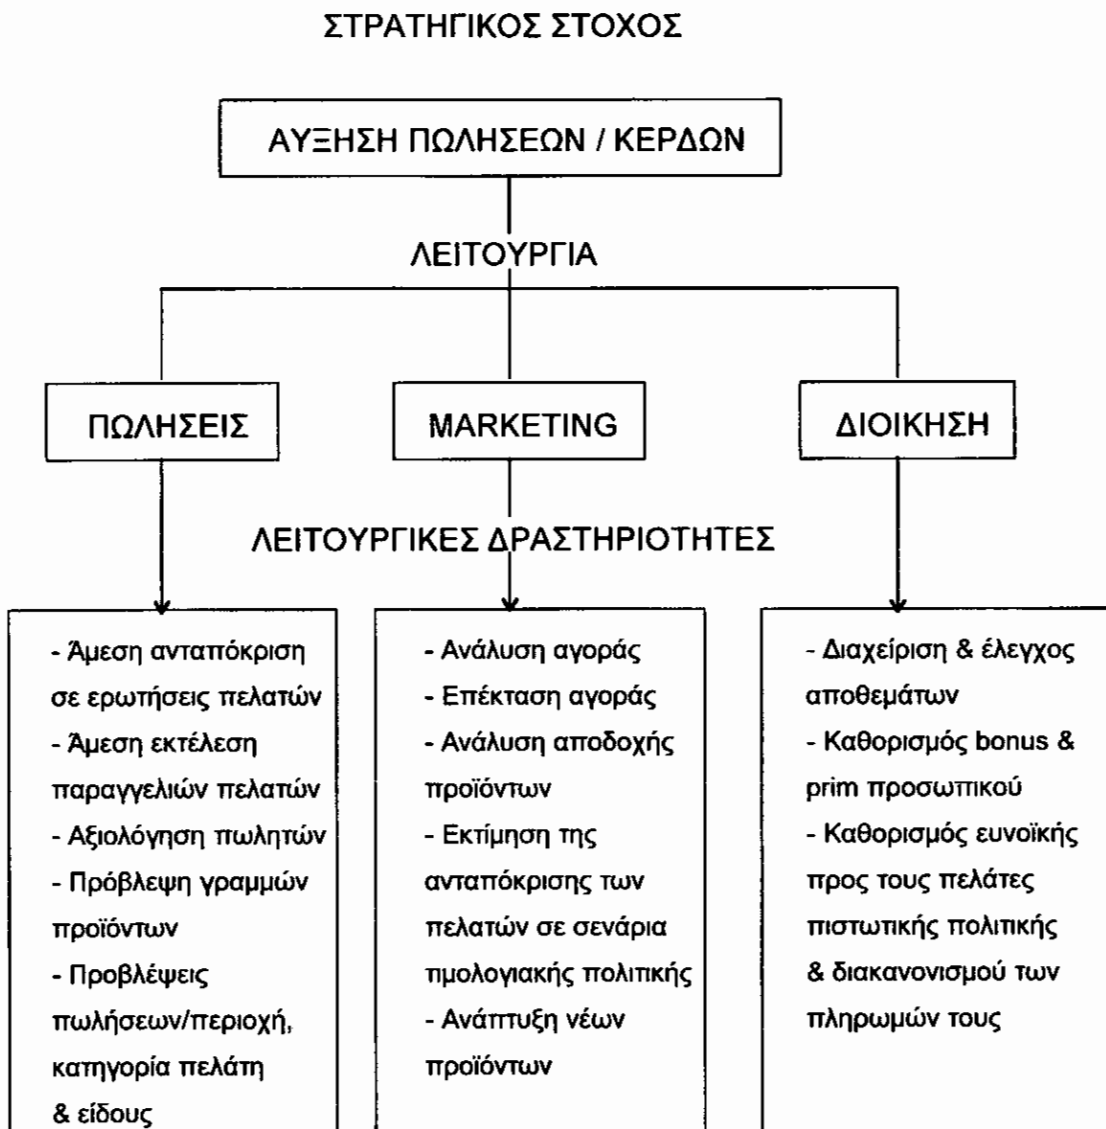 ΣΤΡΑΤΗΓΙΚΟΣ ΣΤΟΧΟΣ
ΑΥΞΗΣΗ ΠΩΛΗΣΕΩΝ / ΚΕΡΔΩΝ
ΛΕΙΤΟΥΡΓΙΑ
ΠΩΛΗΣΕΙΣ
MARKETING
ΔΙΟΙΚΗΣΗ
ΛΕΙΤΟΥΡΓΙΚΕΣ ΔΡΑΣΤΗΡΙΟΤΗΤΕΣ
- Άμεση ανταπόκριση
σε ερωτήσεις πελατών
- Άμεση εκτέλεση
παραγγελιών πελατών
- Αξιολόγηση πωλητών
- Πρόβλεψη γραμμών
προϊόντων
- Προβλέψεις
πωλήσεων/περιοχή,
κατηγορία πελάτη
& είδους
- Ανάλυση αγοράς
- Επέκταση αγοράς
- Ανάλυση αποδοχής
προϊόντων
- Εκτίμηση της
ανταπόκρισης των
πελατών σε σενάρια
τιμολογιακής πολιτικής
- Ανάπτυξη νέων
προϊόντων
- Διαχείριση & έλεγχος
αποθεμάτων
- Καθορισμός bonus &
prim προσωπικού
- Καθορισμός ευνοϊκής
προς τους πελάτες
πιστωτικής πολιτικής
& διακανονισμού των
πληρωμών τους